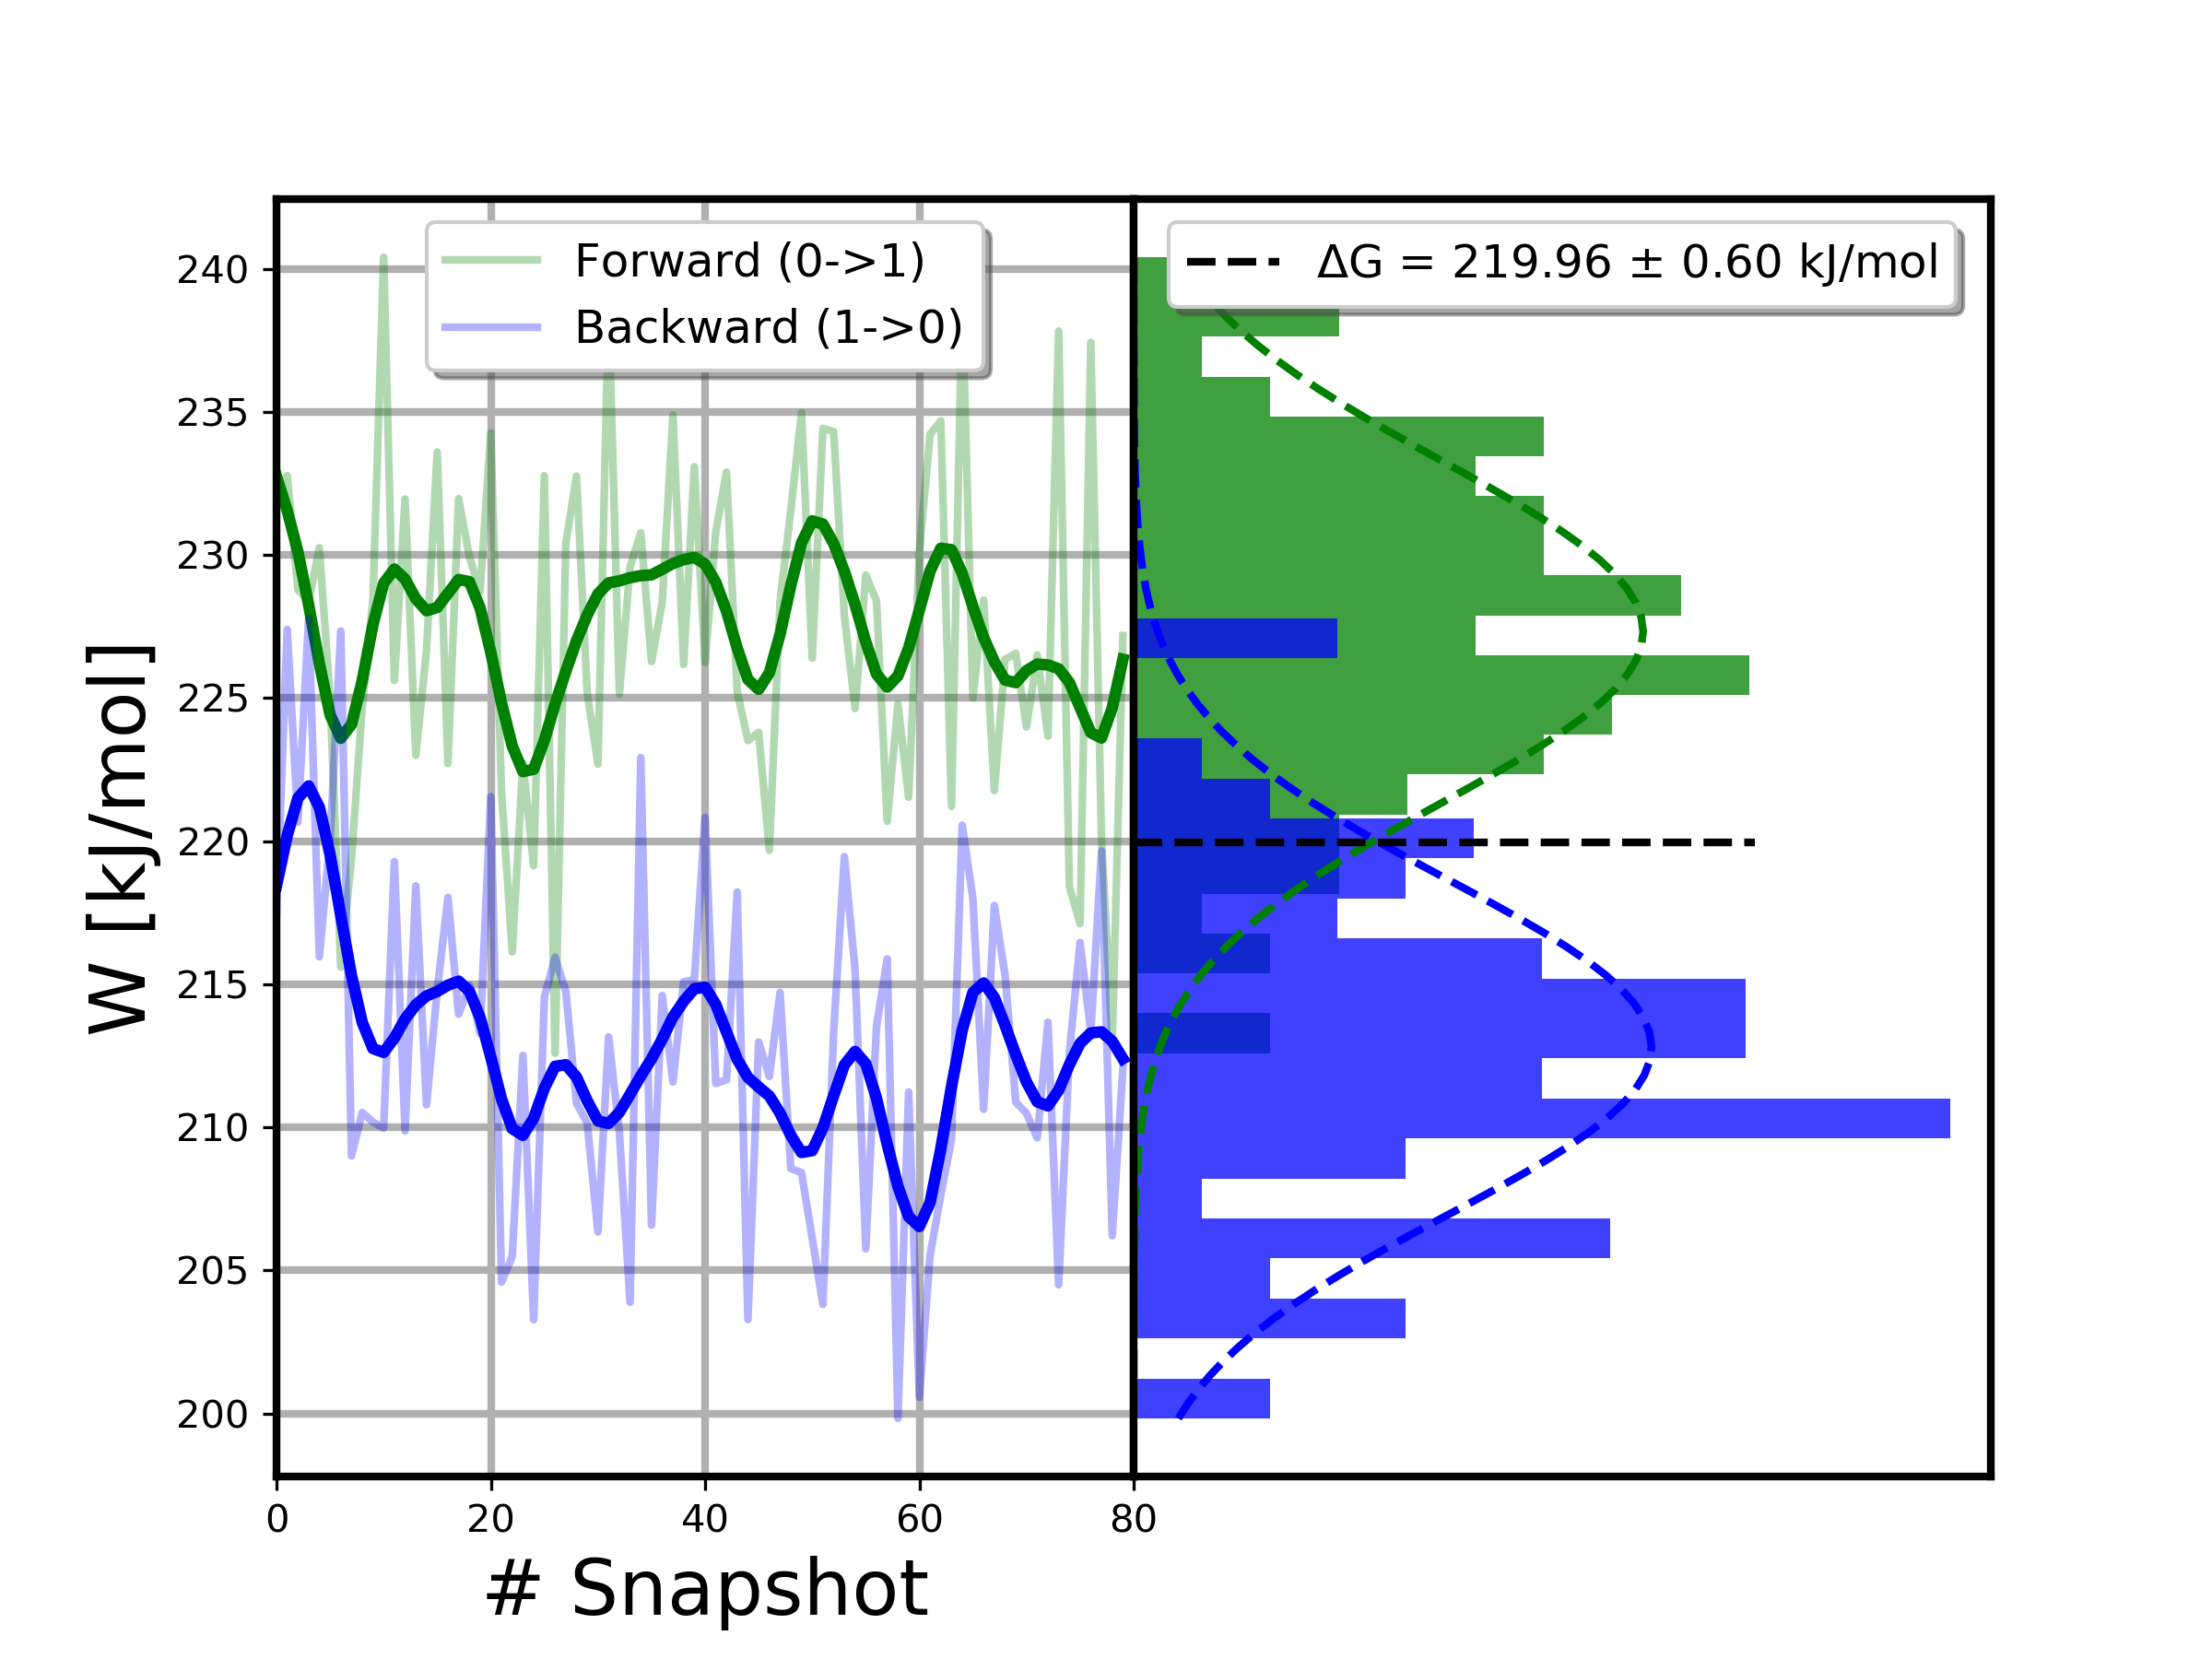 Forward (0->1)
Backward (1->0)
ΔG = 219.96 ± 0.60 kJ/mol
W [kJ/mol]
240
235
230
225
220
215
210
205
200
0 20 40 60 80
# Snapshot